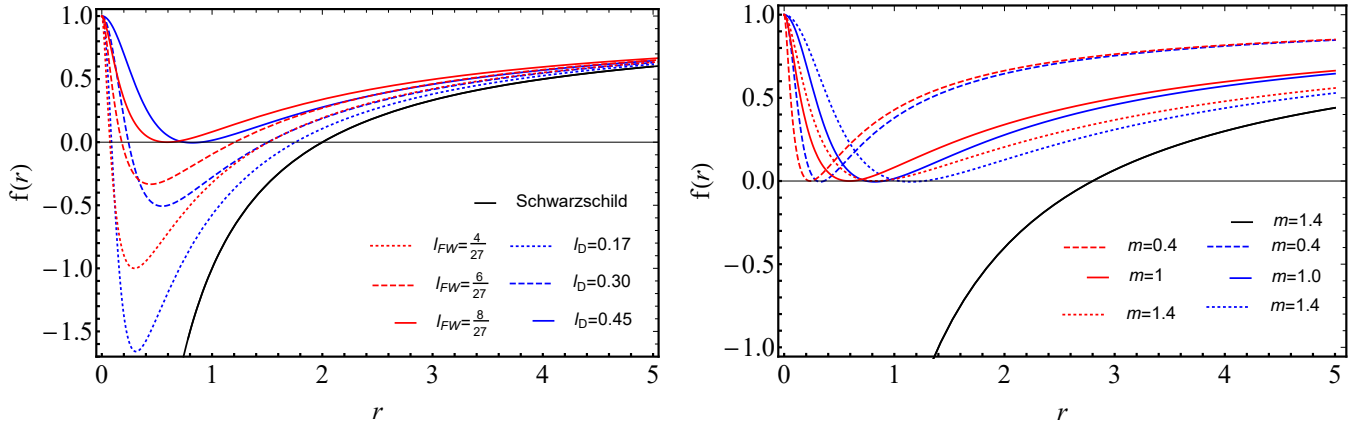 1.0
0.5
0.0
−0.5
−1.0
−1.5
f(r)
Schwarzschild
l_FW=4/27 l_D=0.17
l_FW=6/27 l_D=0.30
l_FW=8/27 l_D=0.45
0 1 2 3 4 5
r
1.0
0.5
0.0
−0.5
−1.0
f(r)
m=1.4
m=0.4 m=0.4
m=1 m=1.0
m=1.4 m=1.4
0 1 2 3 4 5
r